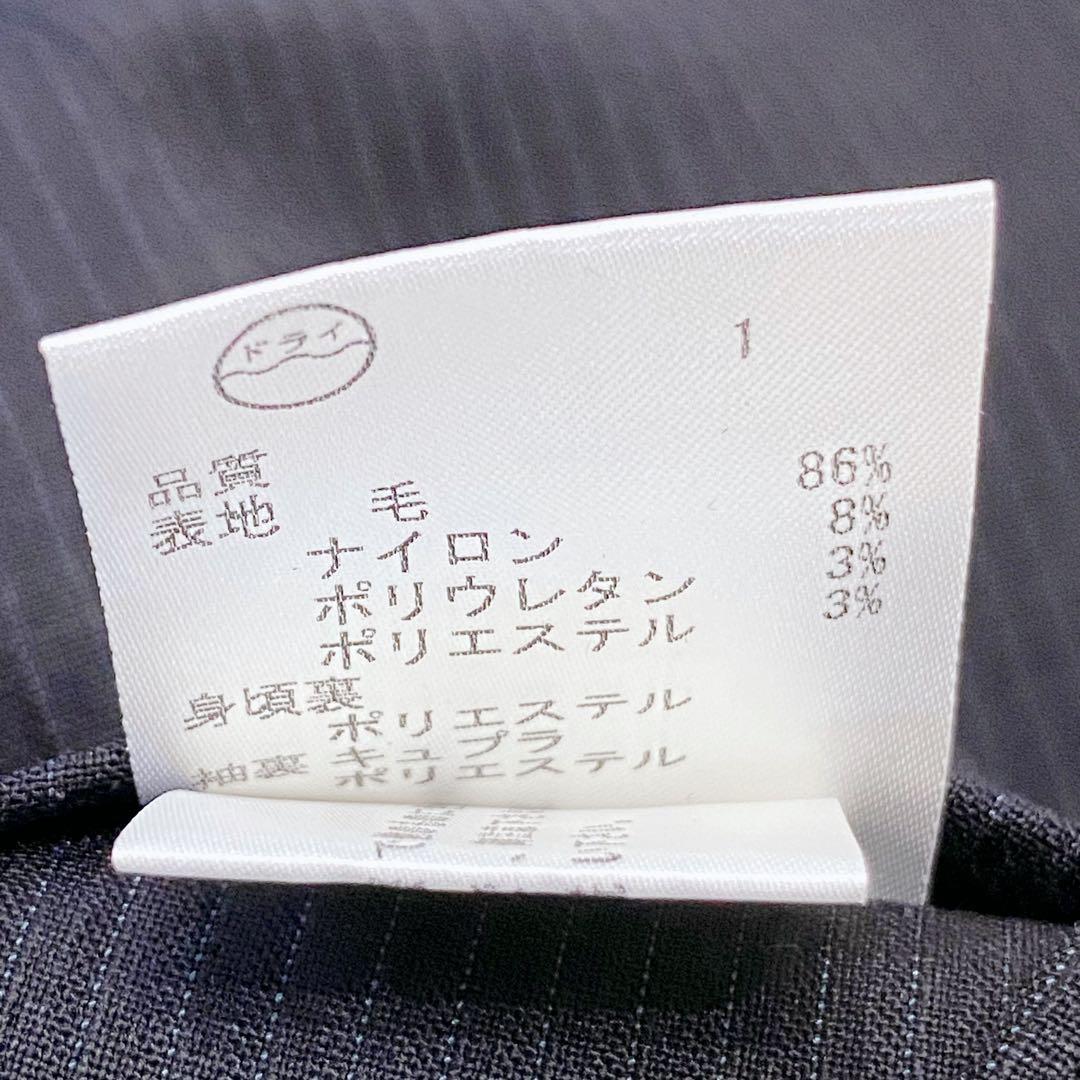 ドライ
1
品質
表地 毛 86%
ナイロン 8%
ポリウレタン 3%
ポリエステル 3%
身頃裏
ポリエステル
キュプラ
袖裏 ポリエステル